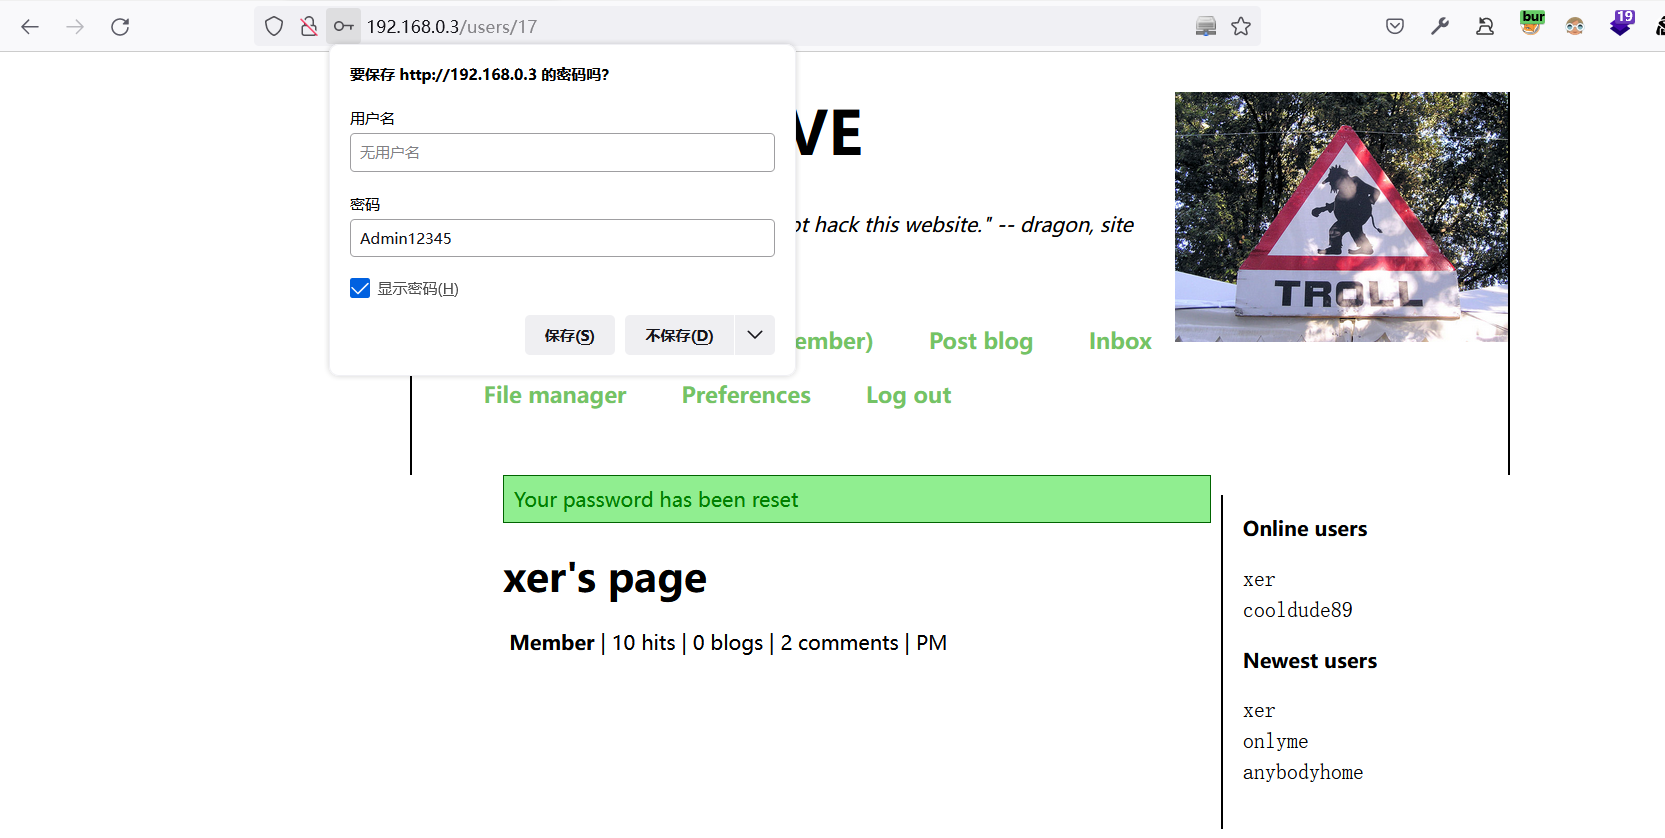 192.168.0.3/users/17
bur
19
要保存 http://192.168.0.3 的密码吗?
用户名
无用户名
密码
Admin12345
显示密码(H)
保存(S)
不保存(D)
VE
ot hack this website." -- dragon, site
TROLL
ember) Post blog Inbox
File manager Preferences Log out
Your password has been reset
xer's page
Member | 10 hits | 0 blogs | 2 comments | PM
Online users
xer
cooldude89
Newest users
xer
onlyme
anybodyhome